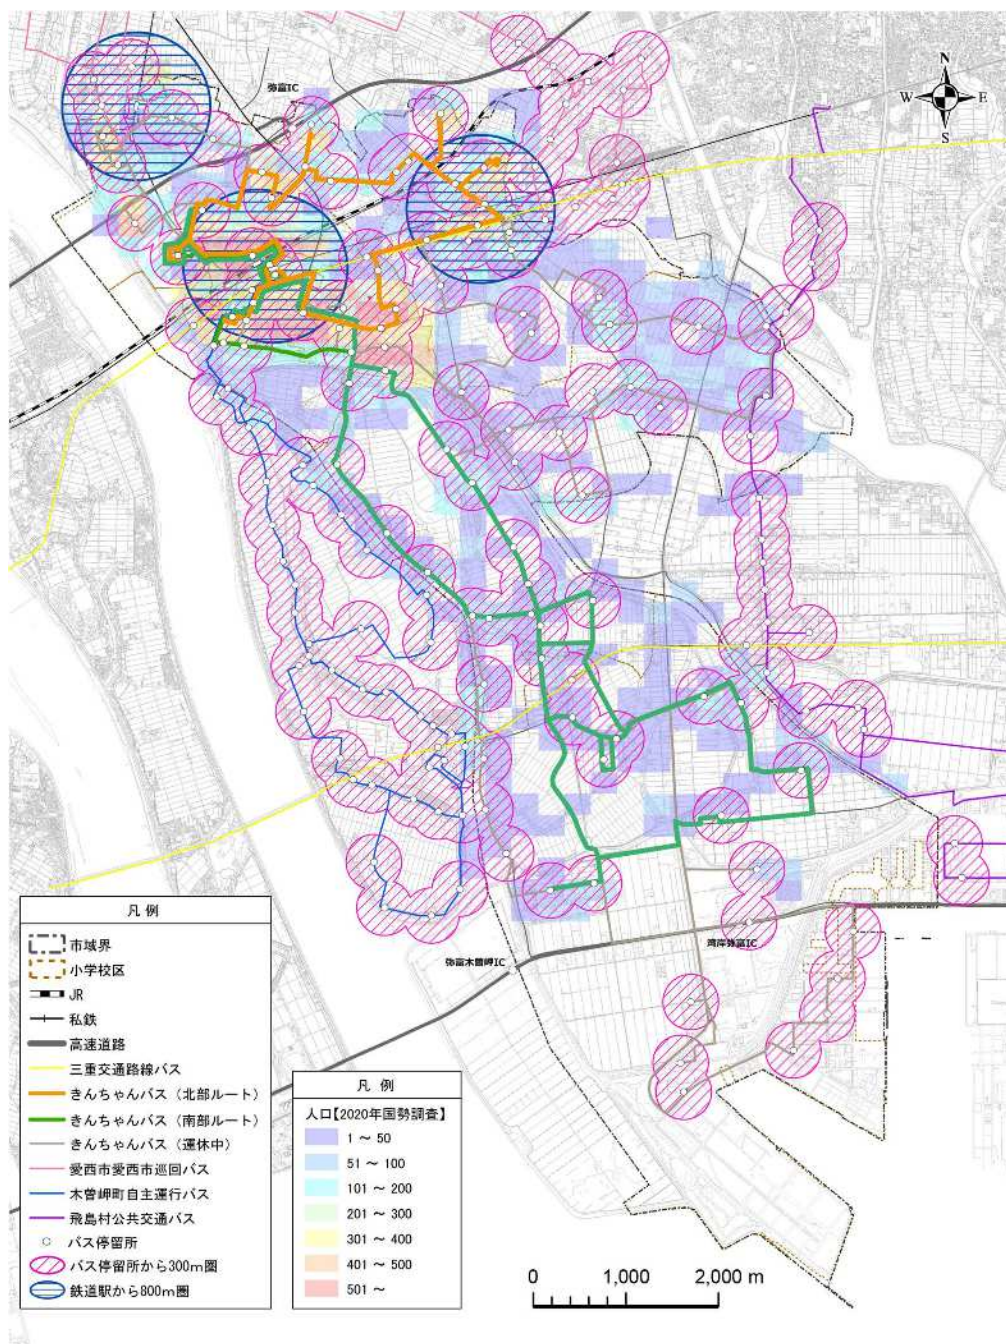 弥富IC
N
W
E
S
湾岸弥富IC
弥富木曽岬IC
凡 例
市域界
小学校区
JR
私鉄
高速道路
三重交通路線バス
きんちゃんバス（北部ルート）
きんちゃんバス（南部ルート）
きんちゃんバス（運休中）
愛西市愛西市巡回バス
木曽岬町自主運行バス
飛島村公共交通バス
バス停留所
バス停留所から300m圏
鉄道駅から800m圏
凡 例
人口【2020年国勢調査】
1 ～ 50
51 ～ 100
101 ～ 200
201 ～ 300
301 ～ 400
401 ～ 500
501 ～
0 1,000 2,000 m